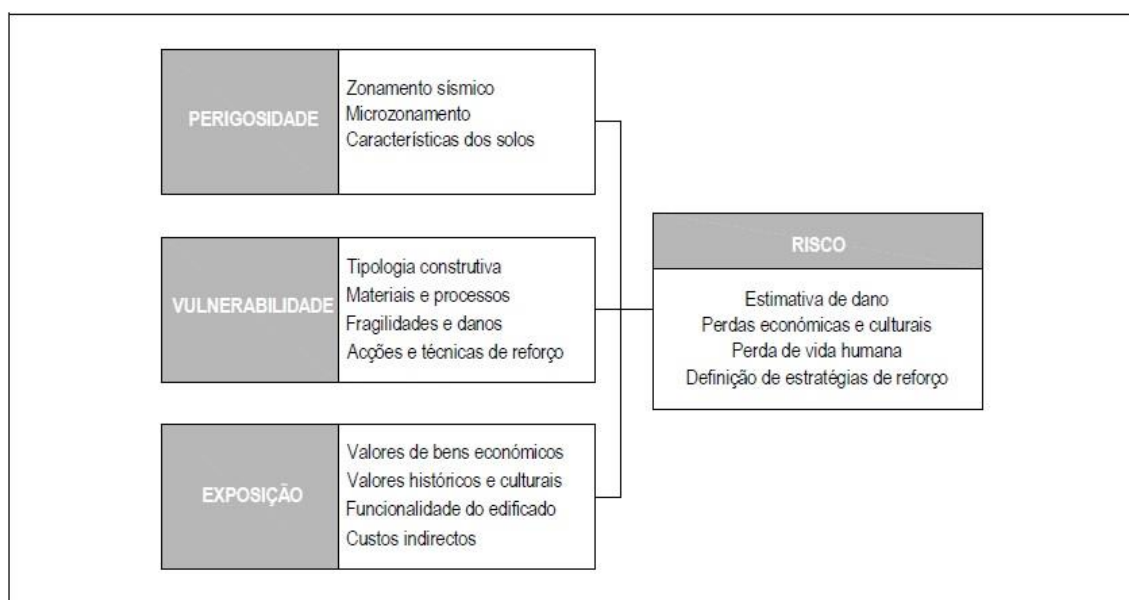 PERIGOSIDADE
Zonamento sísmico
Microzonamento
Características dos solos
VULNERABILIDADE
Tipologia construtiva
Materiais e processos
Fragilidades e danos
Acções e técnicas de reforço
EXPOSIÇÃO
Valores de bens económicos
Valores históricos e culturais
Funcionalidade do edificado
Custos indirectos
RISCO
Estimativa de dano
Perdas económicas e culturais
Perda de vida humana
Definição de estratégias de reforço